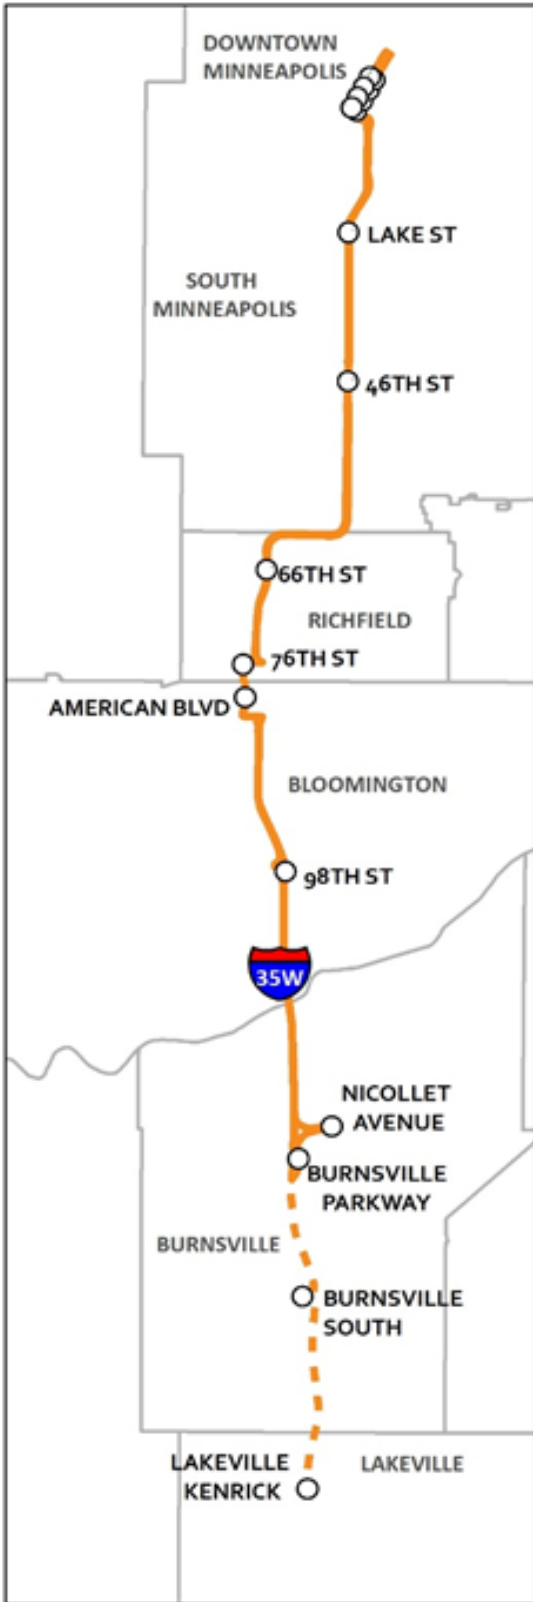 DOWNTOWN
MINNEAPOLIS
LAKE ST
SOUTH
MINNEAPOLIS
46TH ST
66TH ST
RICHFIELD
76TH ST
AMERICAN BLVD
BLOOMINGTON
98TH ST
35W
NICOLLET
AVENUE
BURNSVILLE
PARKWAY
BURNSVILLE
BURNSVILLE
SOUTH
LAKEVILLE
KENRICK
LAKEVILLE